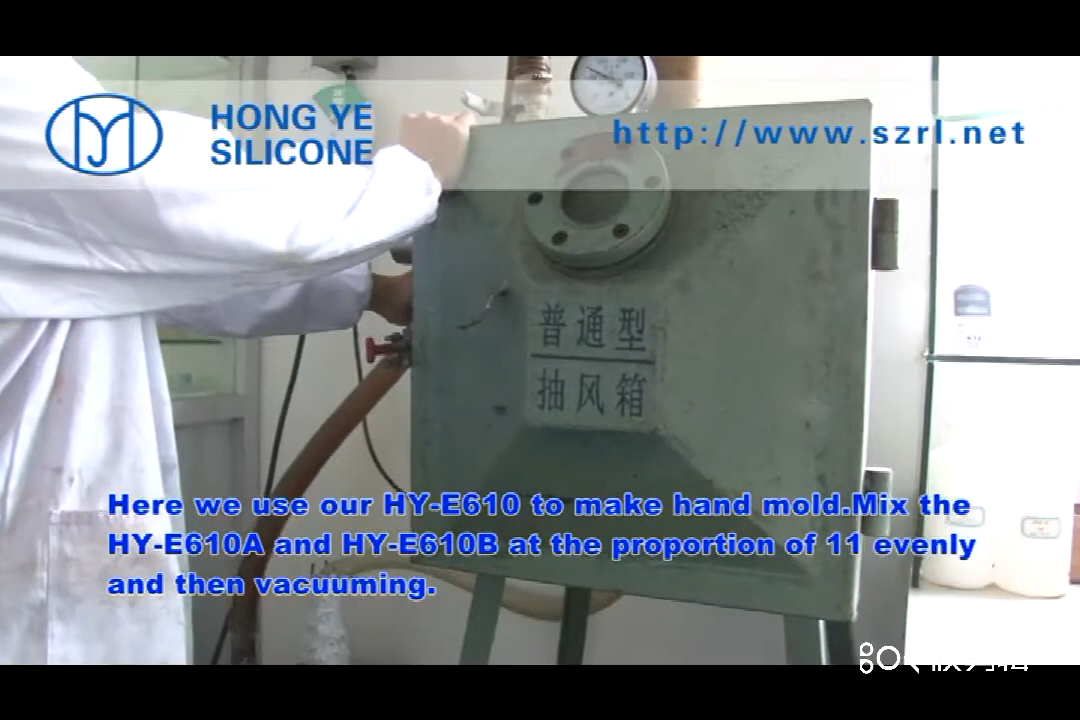 HONG YE
SILICONE
http://www.szrl.net
普通型
抽风箱
Here we use our HY-E610 to make hand mold.Mix the
HY-E610A and HY-E610B at the proportion of 11 evenly
and then vacuuming.